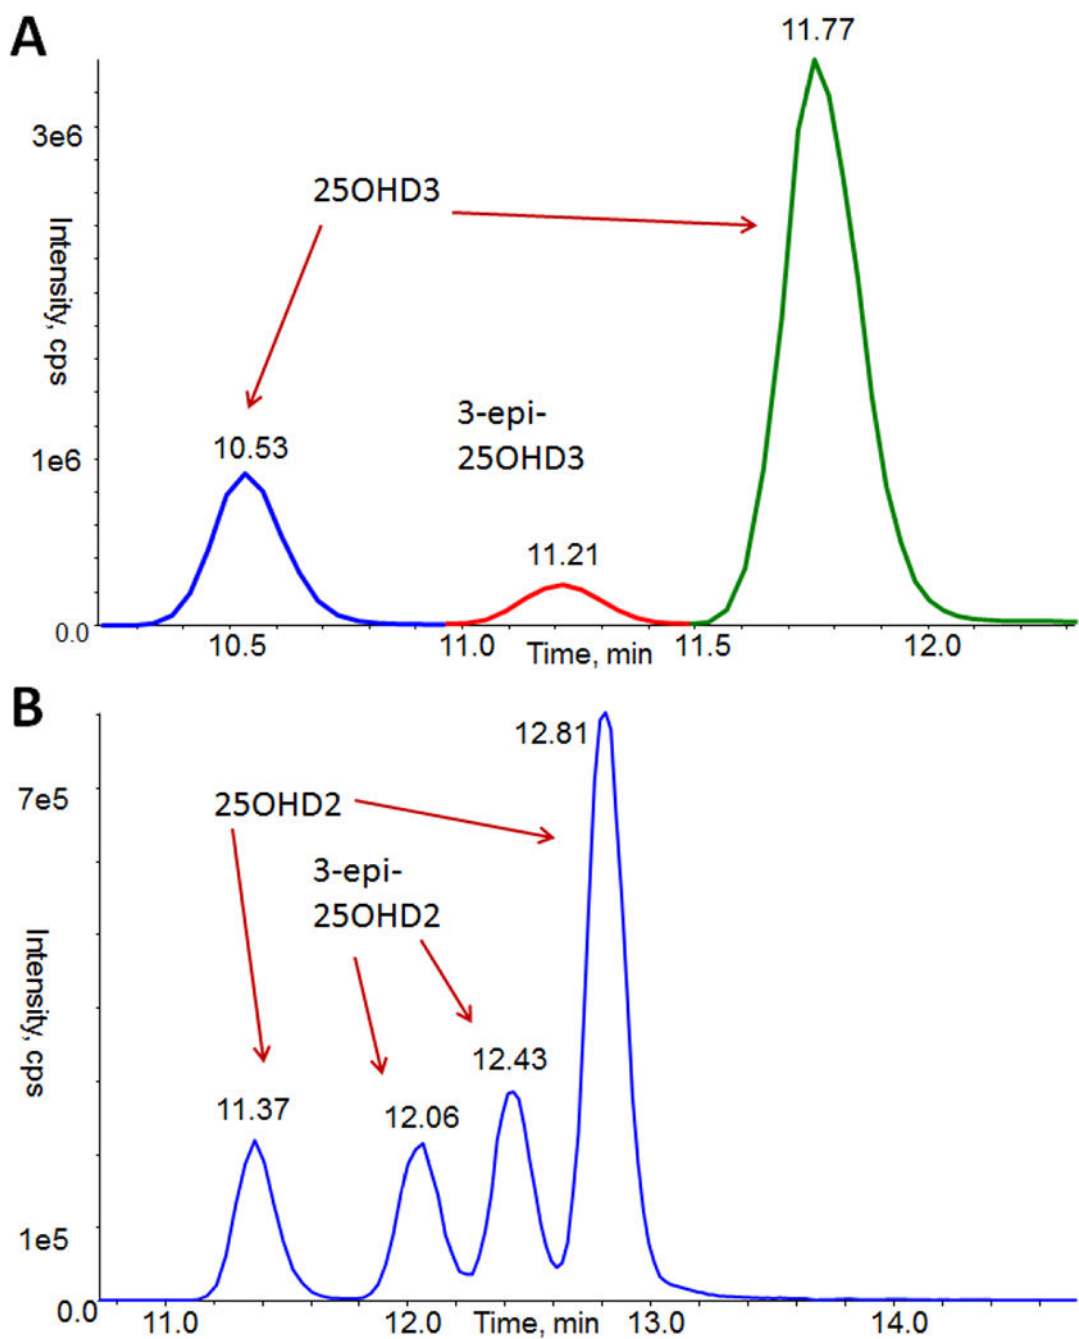 A
11.77
3e6
25OHD3
Intensity, cps
3-epi-
25OHD3
10.53
1e6
11.21
0.0
10.5
11.0
Time, min
11.5
12.0
B
12.81
7e5
25OHD2
3-epi-
25OHD2
Intensity, cps
12.43
11.37
12.06
1e5
0.0
11.0
12.0
Time, min
13.0
14.0